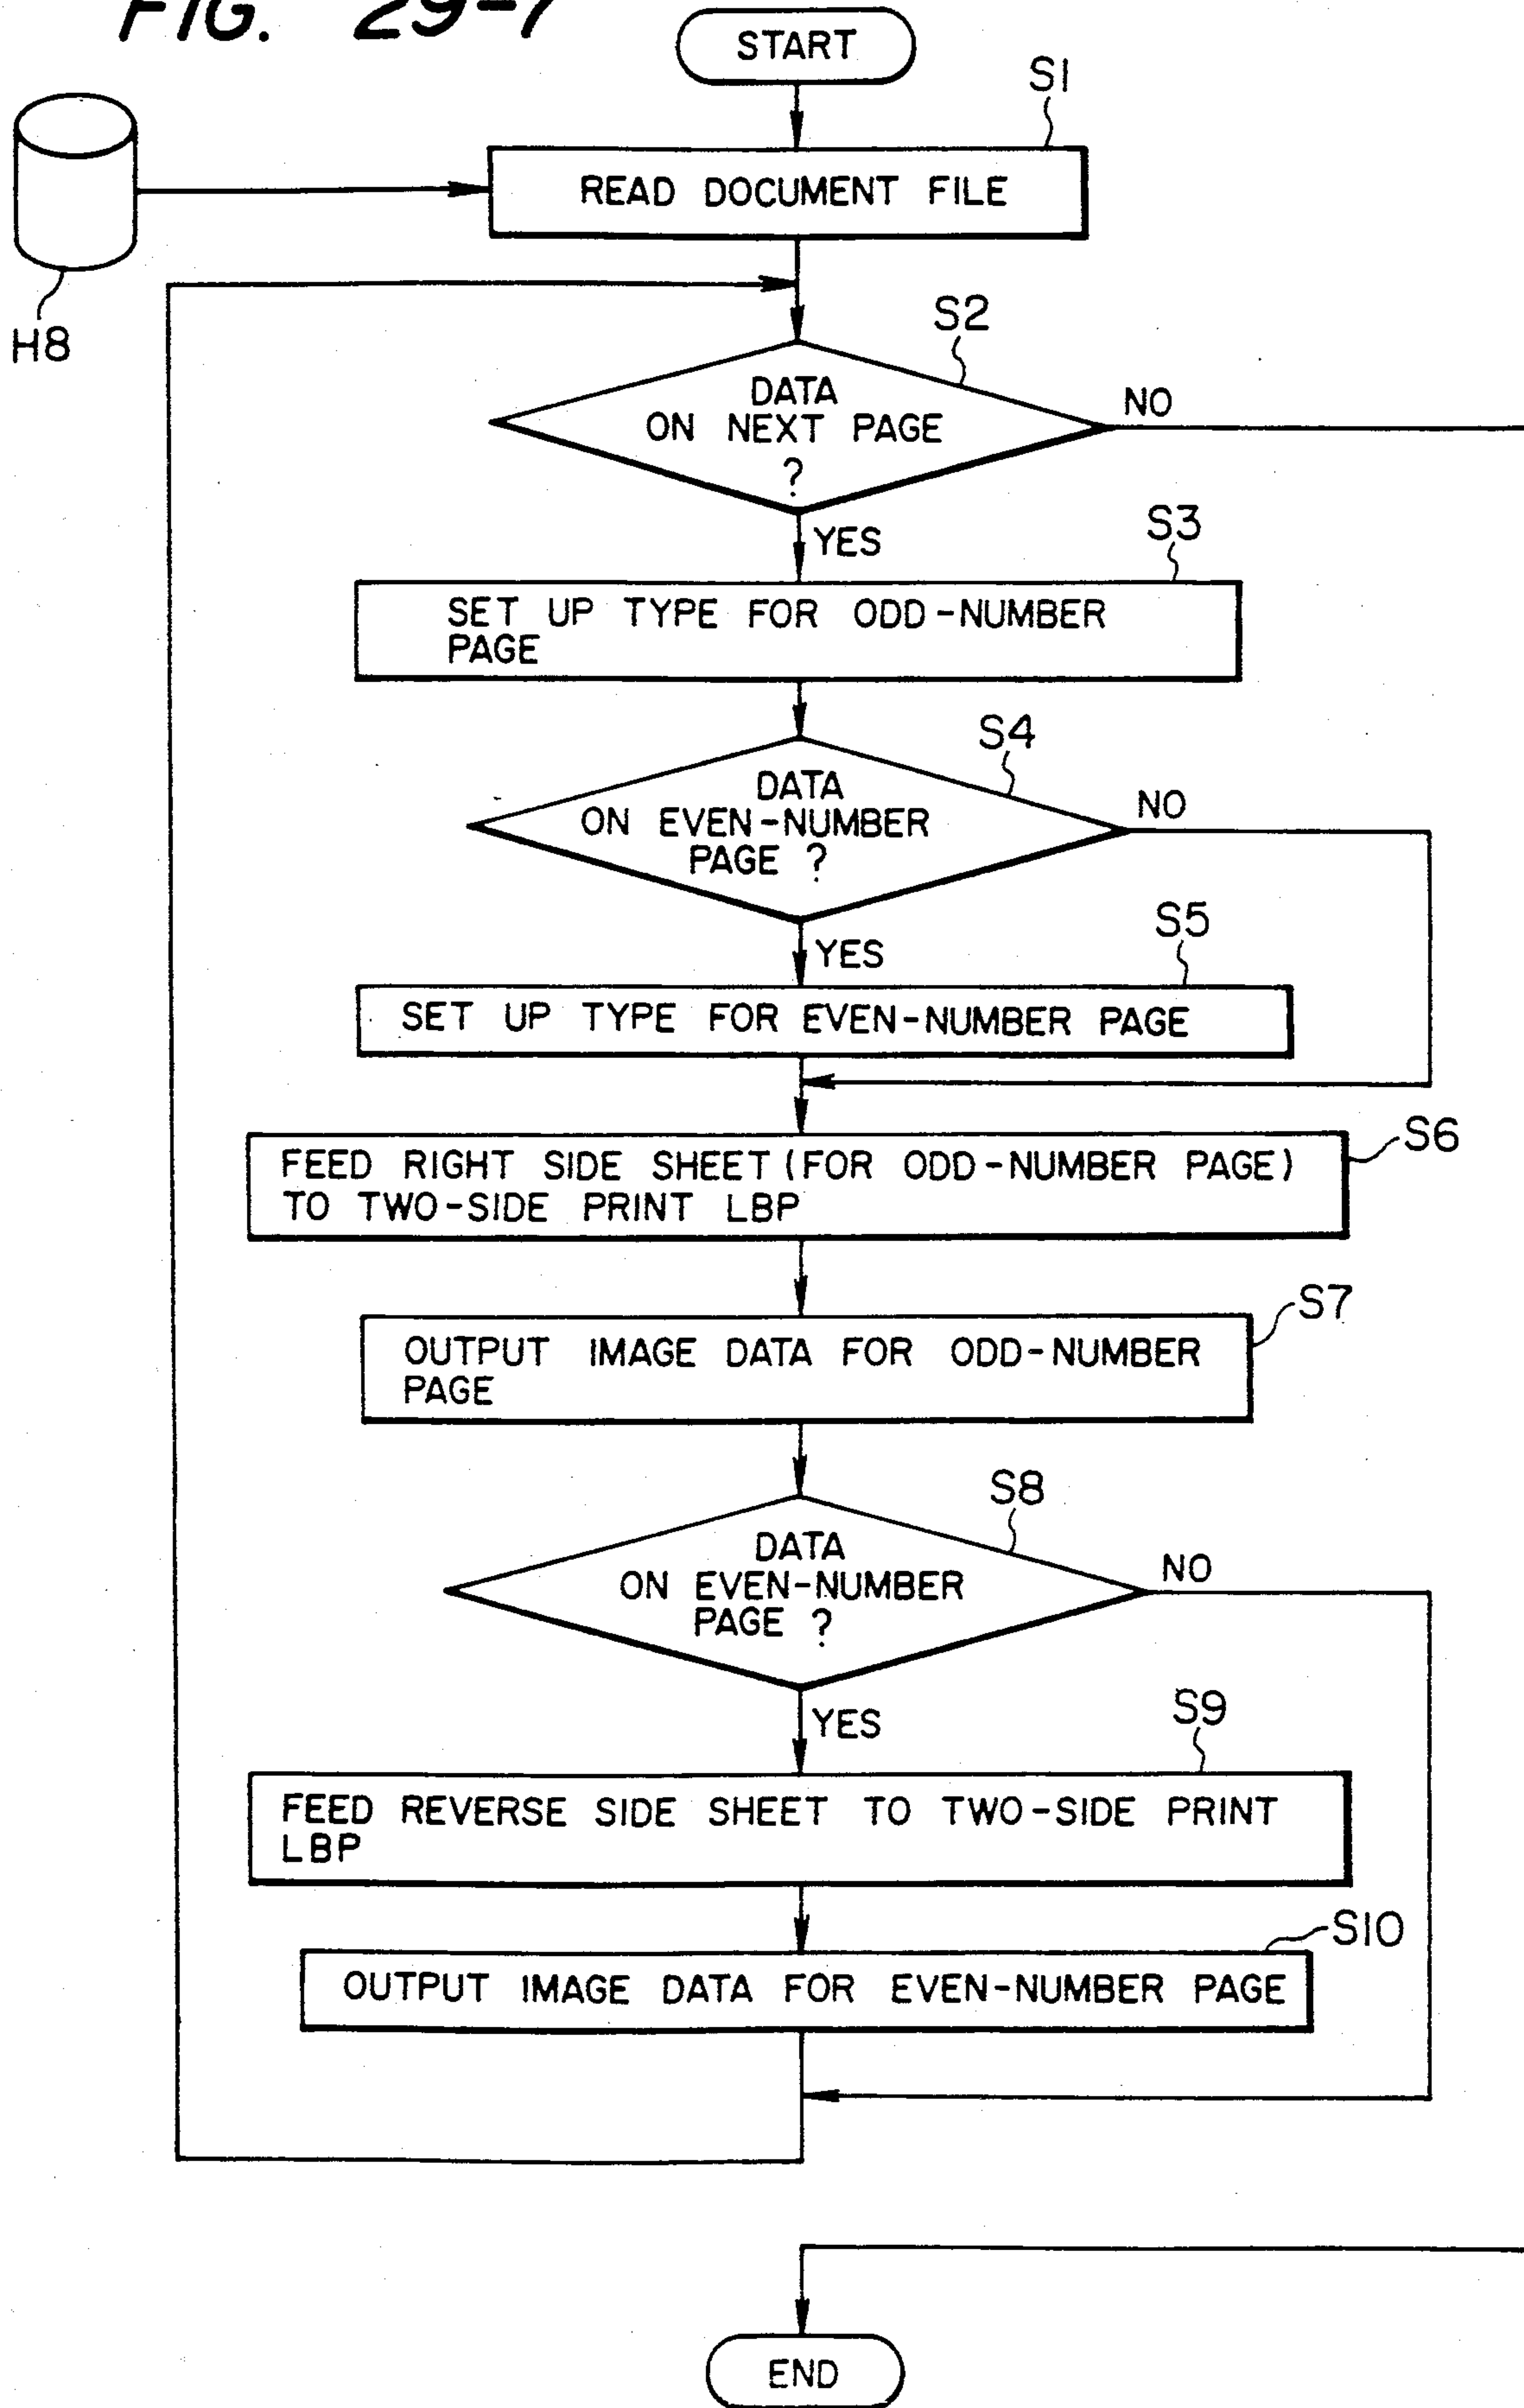 FIG. 29-7
START
S1
READ DOCUMENT FILE
H8
S2
DATA
ON NEXT PAGE
?
NO
YES
S3
SET UP TYPE FOR ODD-NUMBER
PAGE
S4
DATA
ON EVEN-NUMBER
PAGE ?
NO
YES
S5
SET UP TYPE FOR EVEN-NUMBER PAGE
S6
FEED RIGHT SIDE SHEET (FOR ODD-NUMBER PAGE)
TO TWO-SIDE PRINT LBP
S7
OUTPUT IMAGE DATA FOR ODD-NUMBER
PAGE
S8
DATA
ON EVEN-NUMBER
PAGE ?
NO
YES
S9
FEED REVERSE SIDE SHEET TO TWO-SIDE PRINT
LBP
S10
OUTPUT IMAGE DATA FOR EVEN-NUMBER PAGE
END